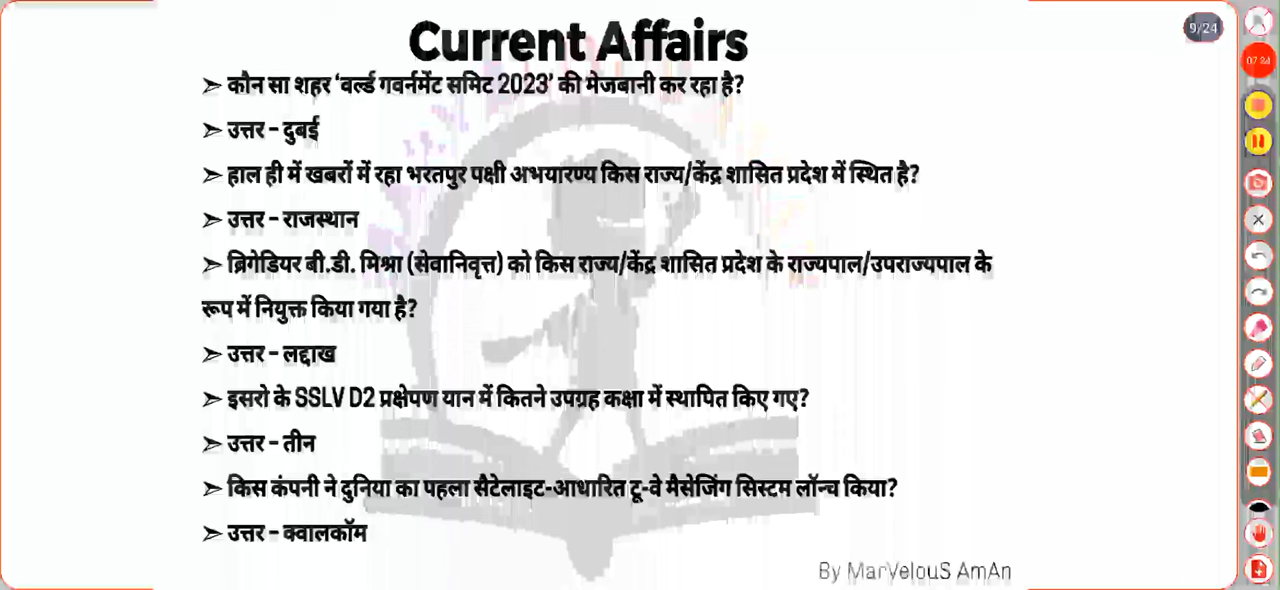 Current Affairs
9/24
07:24
➢ कौन सा शहर ‘वर्ल्ड गवर्नमेंट समिट 2023’ की मेजबानी कर रहा है?
➢ उत्तर – दुबई
➢ हाल ही में खबरों में रहा भरतपुर पक्षी अभयारण्य किस राज्य/केंद्र शासित प्रदेश में स्थित है?
➢ उत्तर – राजस्थान
➢ ब्रिगेडियर बी.डी. मिश्रा (सेवानिवृत्त) को किस राज्य/केंद्र शासित प्रदेश के राज्यपाल/उपराज्यपाल के
रूप में नियुक्त किया गया है?
➢ उत्तर – लद्दाख
➢ इसरो के SSLV D2 प्रक्षेपण यान में कितने उपग्रह कक्षा में स्थापित किए गए?
➢ उत्तर – तीन
➢ किस कंपनी ने दुनिया का पहला सैटेलाइट-आधारित टू-वे मैसेजिंग सिस्टम लॉन्च किया?
➢ उत्तर – क्वालकॉम
By MarVelouS AmAn